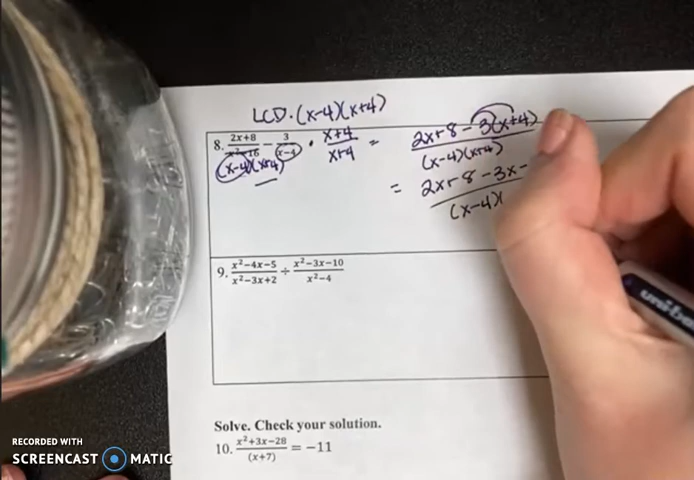 LCD. (x-4)(x+4)
8. (2x+8)/(x²-16) - 3/(x-4) • (x+4)/(x+4) = (2x+8-3(x+4))/((x-4)(x+4))
(x-4)(x+4)
= (2x+8-3x-)/((x-4)(
9. (x²-4x-5)/(x²-3x+2) ÷ (x²-3x-10)/(x²-4)
Solve. Check your solution.
10. (x²+3x-28)/((x+7)) = -11
RECORDED WITH
SCREENCAST MATIC